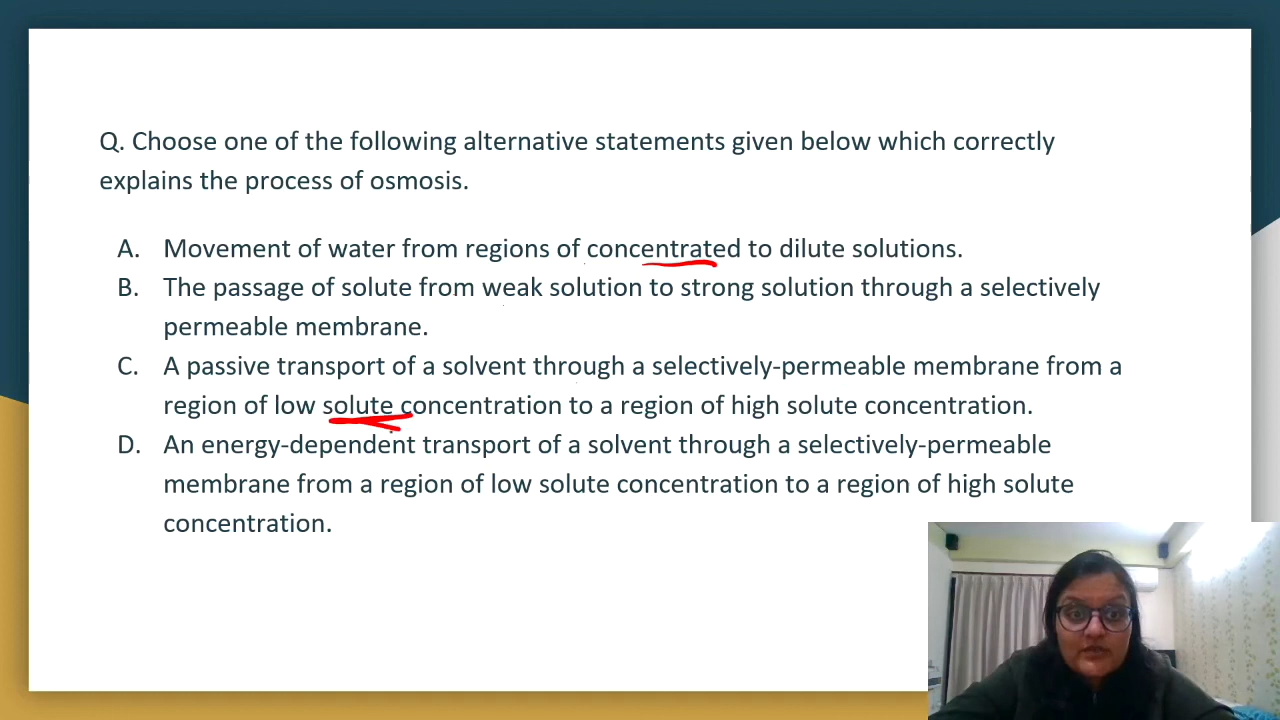 Q. Choose one of the following alternative statements given below which correctly
explains the process of osmosis.
A. Movement of water from regions of concentrated to dilute solutions.
B. The passage of solute from weak solution to strong solution through a selectively
permeable membrane.
C. A passive transport of a solvent through a selectively-permeable membrane from a
region of low solute concentration to a region of high solute concentration.
D. An energy-dependent transport of a solvent through a selectively-permeable
membrane from a region of low solute concentration to a region of high solute
concentration.